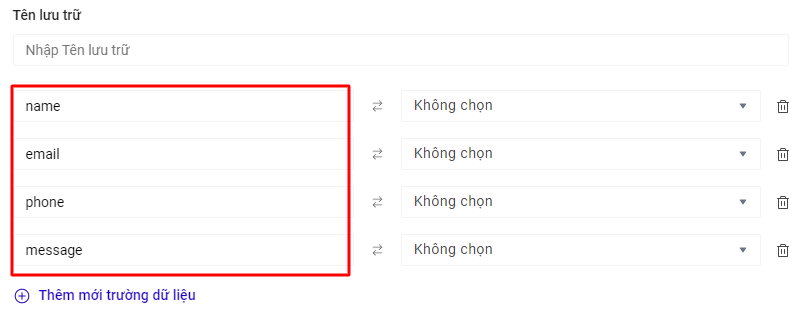 Tên lưu trữ
Nhập Tên lưu trữ
name Không chọn
email Không chọn
phone Không chọn
message Không chọn
Thêm mới trường dữ liệu